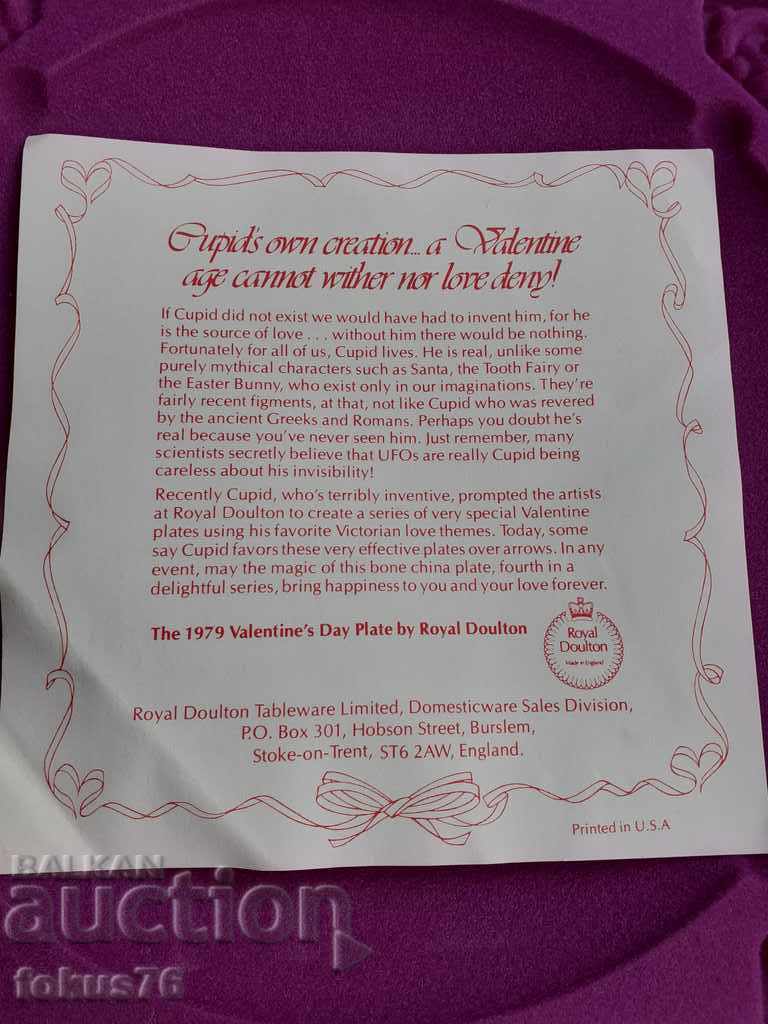 Cupid's own creation... a Valentine
age cannot wither nor love deny!
If Cupid did not exist we would have had to invent him, for he
is the source of love . . . without him there would be nothing.
Fortunately for all of us, Cupid lives. He is real, unlike some
purely mythical characters such as Santa, the Tooth Fairy or
the Easter Bunny, who exist only in our imaginations. They're
fairly recent figments, at that, not like Cupid who was revered
by the ancient Greeks and Romans. Perhaps you doubt he's
real because you've never seen him. Just remember, many
scientists secretly believe that UFOs are really Cupid being
careless about his invisibility!
Recently Cupid, who's terribly inventive, prompted the artists
at Royal Doulton to create a series of very special Valentine
plates using his favorite Victorian love themes. Today, some
say Cupid favors these very effective plates over arrows. In any
event, may the magic of this bone china plate, fourth in a
delightful series, bring happiness to you and your love forever.
The 1979 Valentine's Day Plate by Royal Doulton
Royal
Doulton
Made in England
Royal Doulton Tableware Limited, Domesticware Sales Division,
P.O. Box 301, Hobson Street, Burslem,
Stoke-on-Trent, ST6 2AW, England.
Printed in U.S.A
BALKAN
auction
fokus76